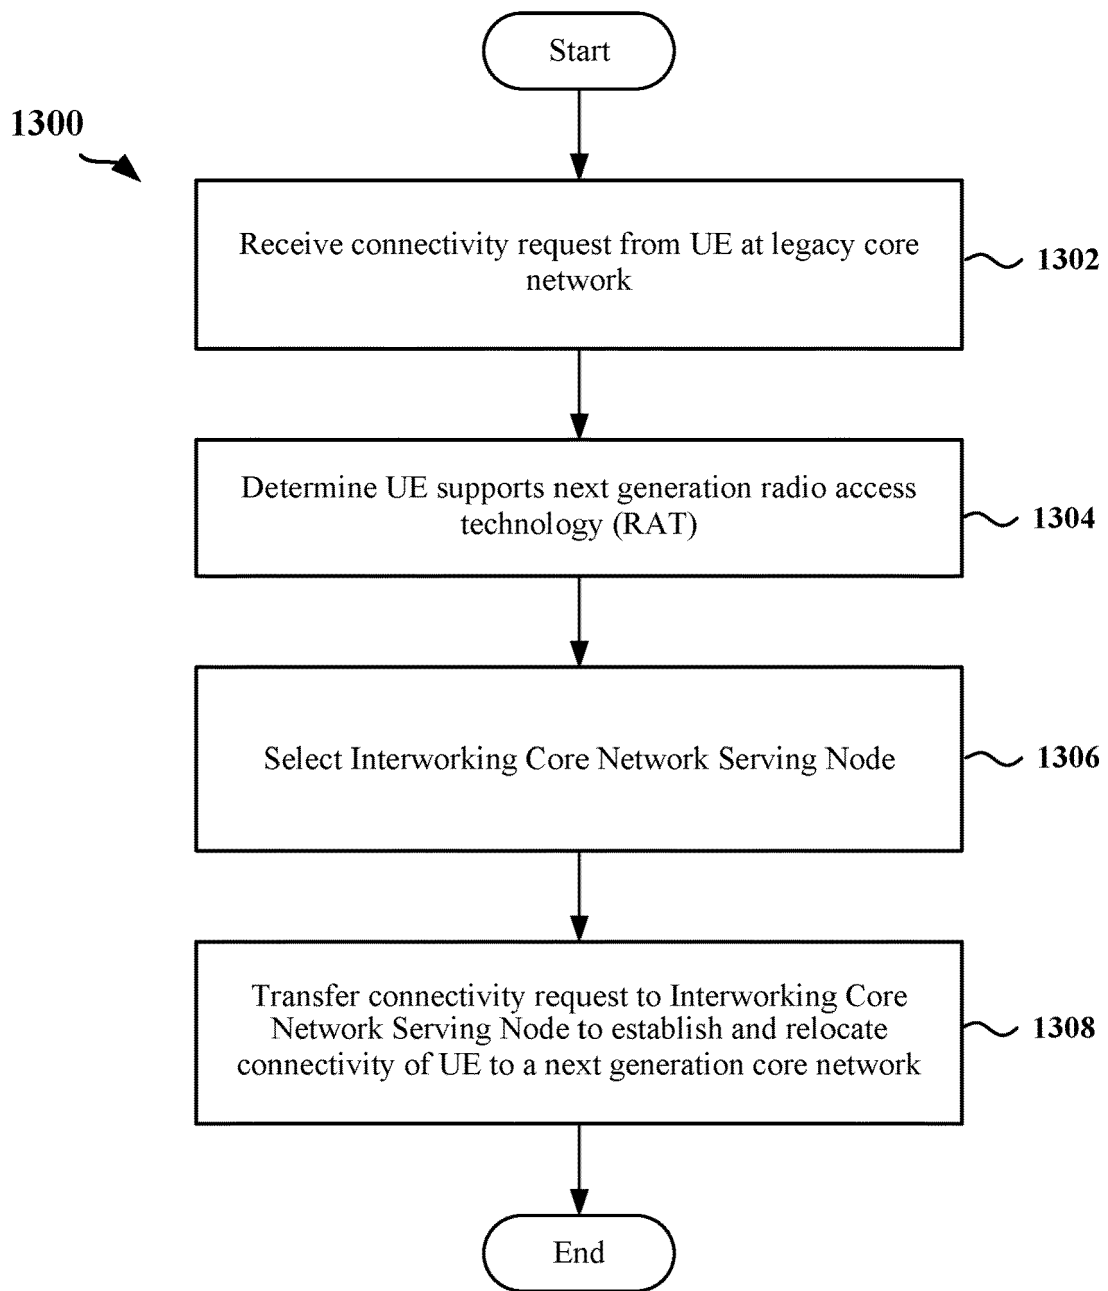 Start
1300
Receive connectivity request from UE at legacy core
network
1302
Determine UE supports next generation radio access
technology (RAT)
1304
Select Interworking Core Network Serving Node
1306
Transfer connectivity request to Interworking Core
Network Serving Node to establish and relocate
connectivity of UE to a next generation core network
1308
End